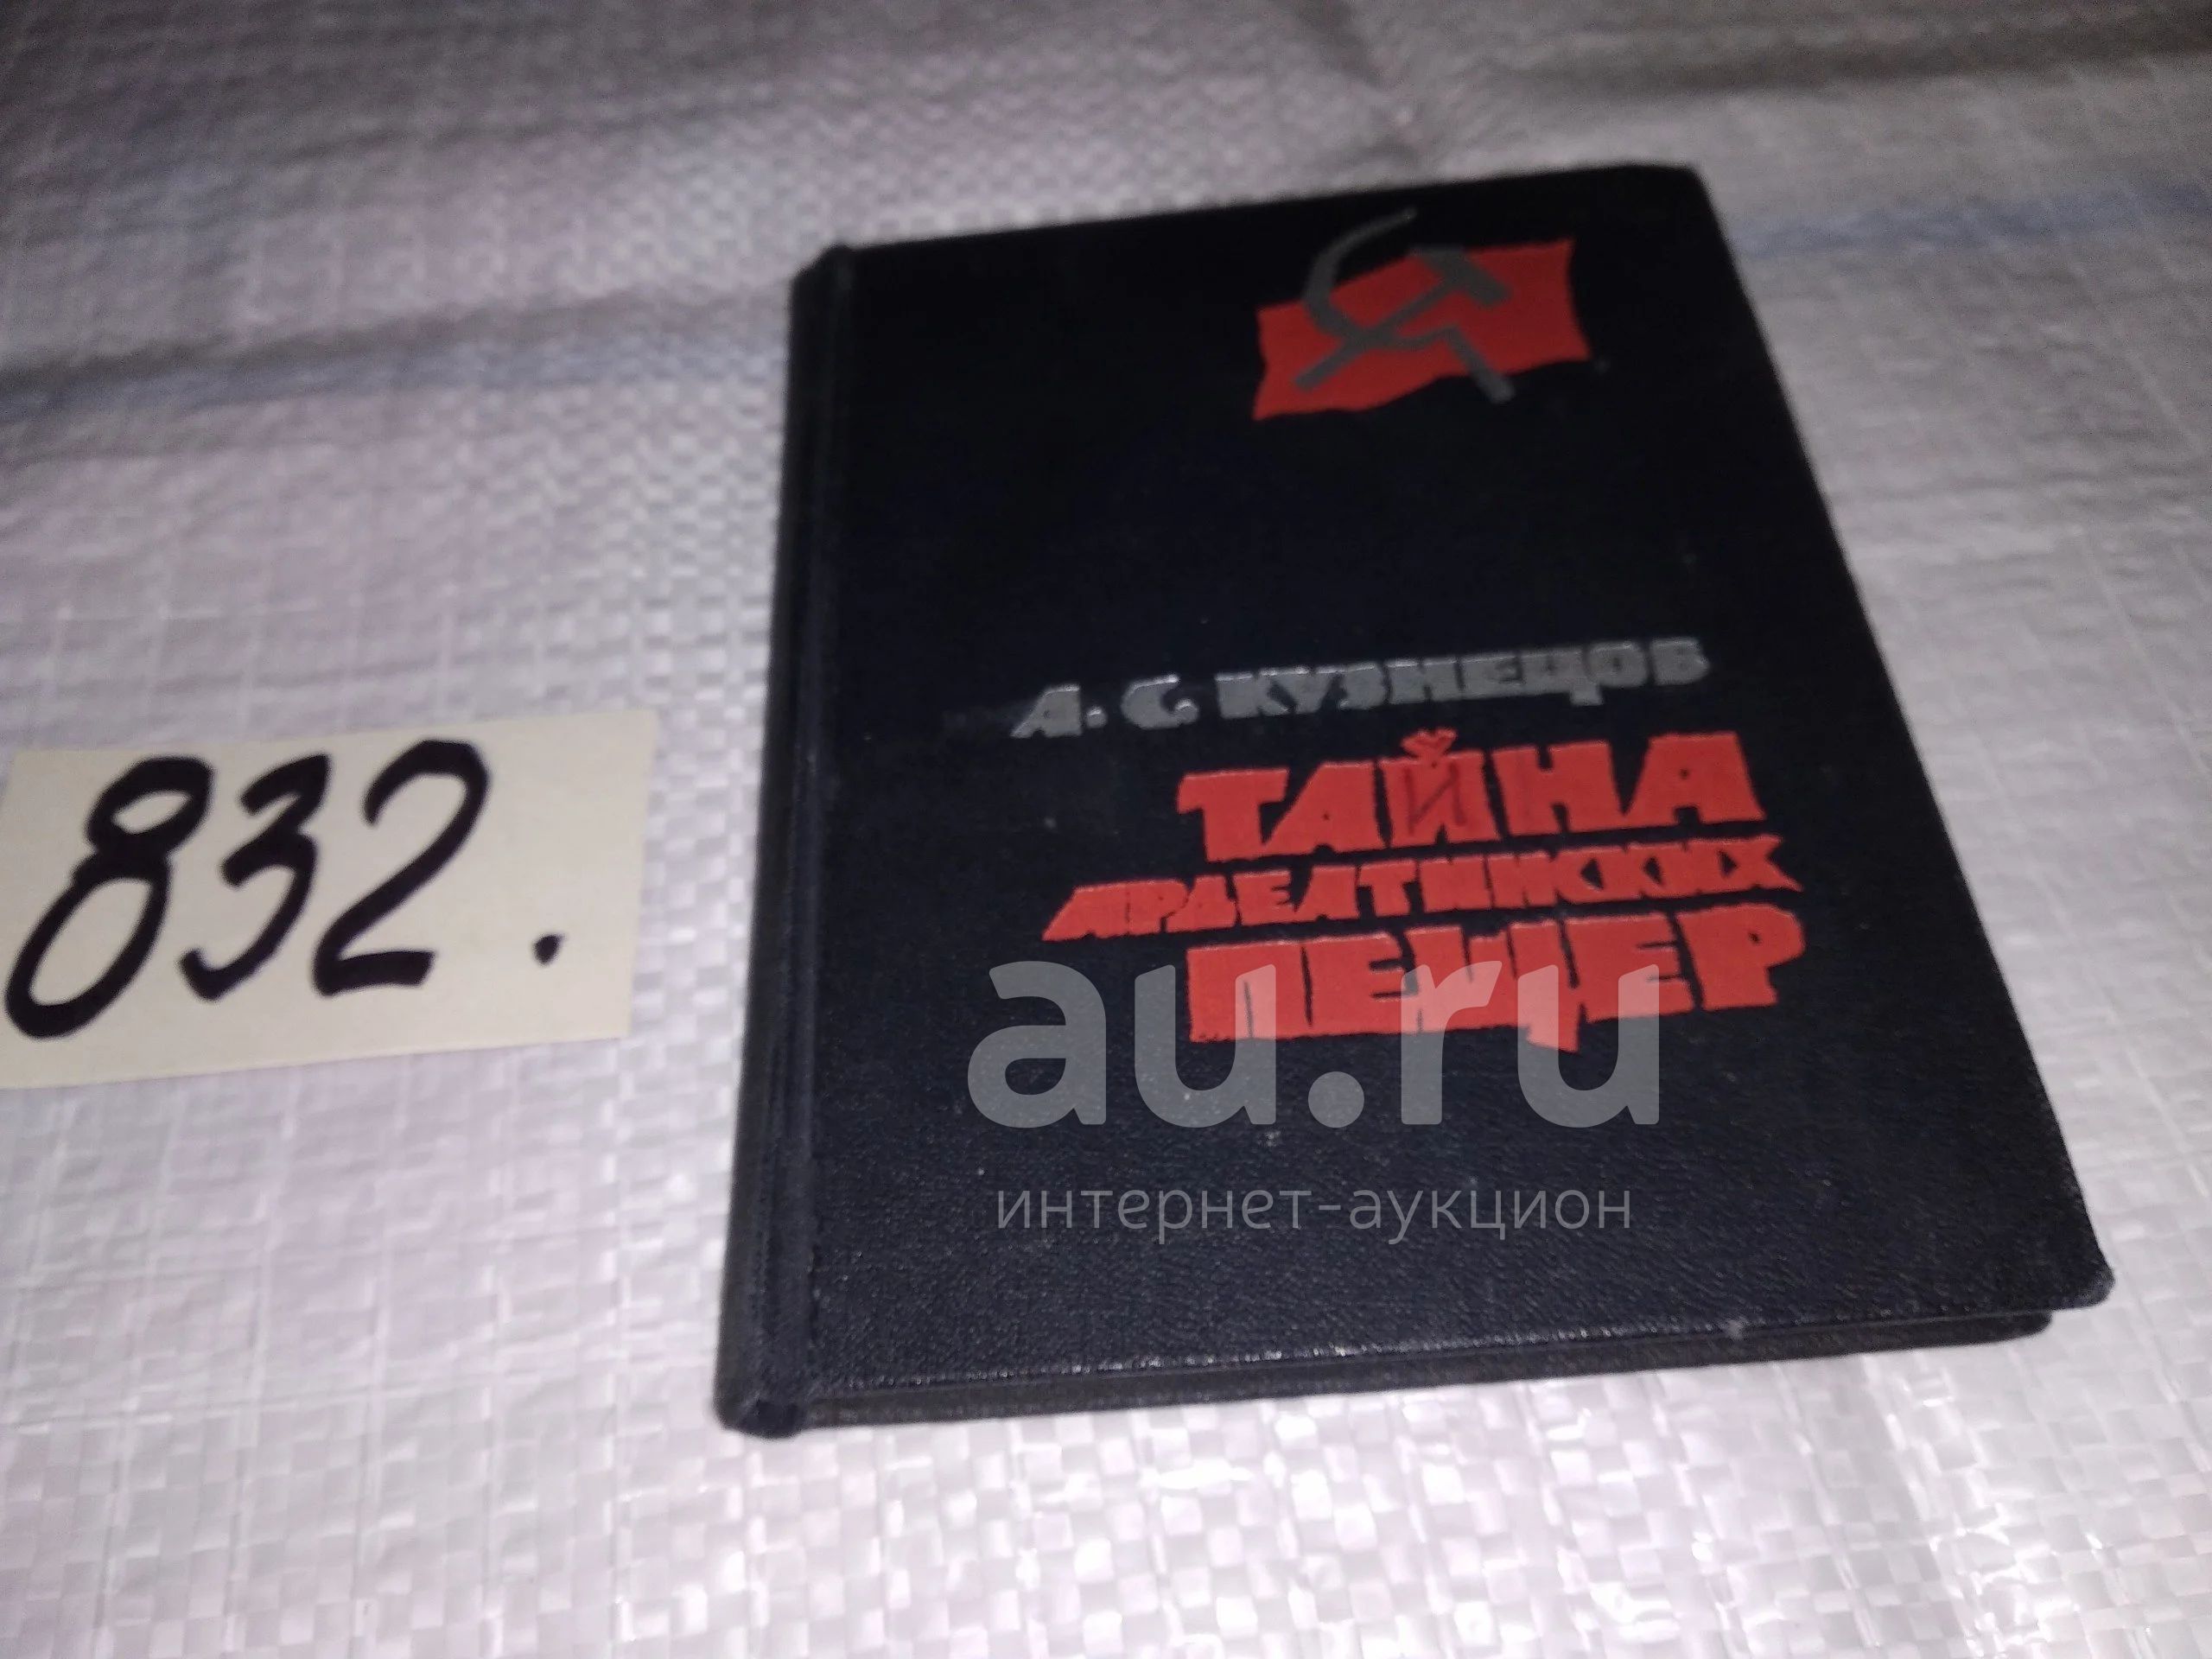 832.
А. С. КУЗНЕЦОВ
ТАЙНА
АРДЕАТИНСКИХ
ПЕЩЕР
au.ru
интернет-аукцион